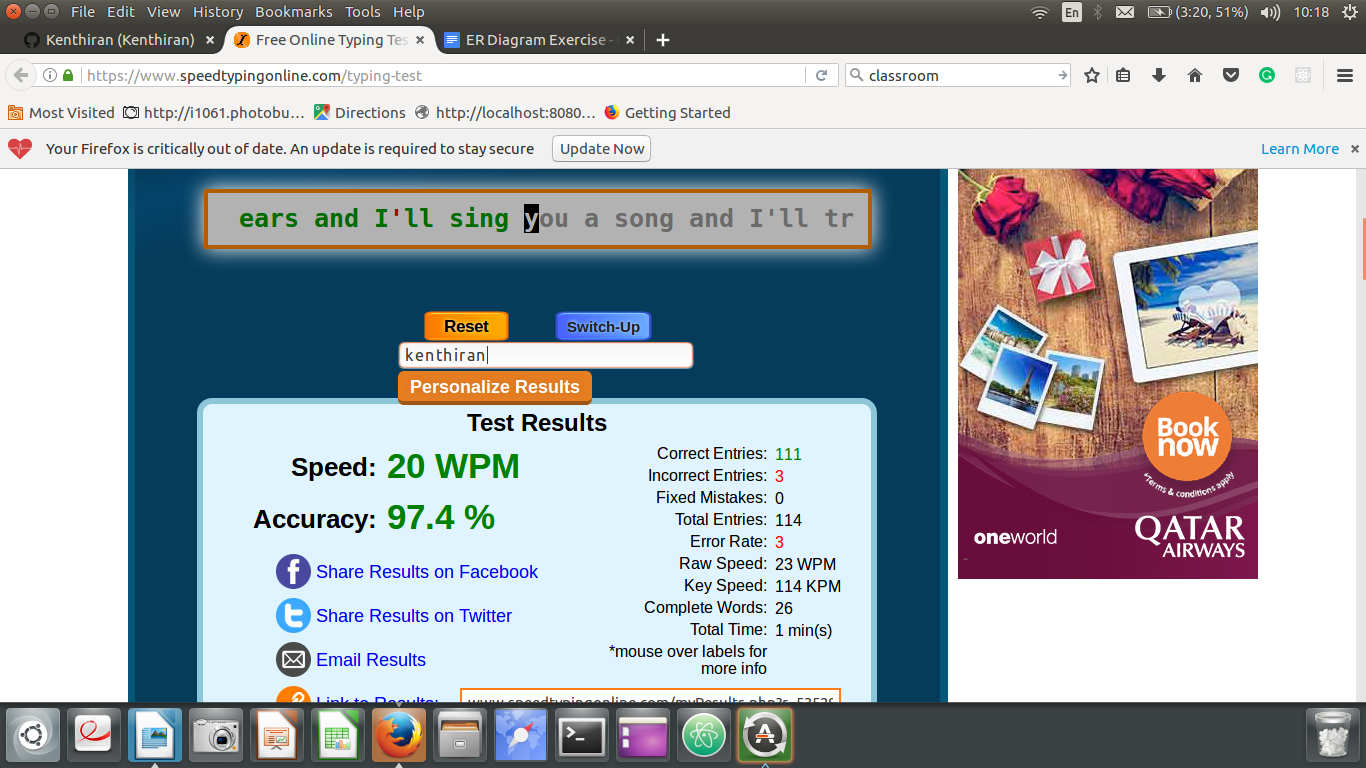 File Edit View History Bookmarks Tools Help
En (3:20, 51%) 10:18
Kenthiran (Kenthiran) × Free Online Typing Tes × ER Diagram Exercise - × +
https://www.speedtypingonline.com/typing-test
classroom
Most Visited http://i1061.photobu... Directions http://localhost:8080... Getting Started
Your Firefox is critically out of date. An update is required to stay secure Update Now Learn More ×
ears and I'll sing you a song and I'll tr
Reset Switch-Up
kenthiran
Personalize Results
Test Results
Speed: 20 WPM
Accuracy: 97.4 %
Share Results on Facebook
Share Results on Twitter
Email Results
Link to Results:
Correct Entries: 111
Incorrect Entries: 3
Fixed Mistakes: 0
Total Entries: 114
Error Rate: 3
Raw Speed: 23 WPM
Key Speed: 114 KPM
Complete Words: 26
Total Time: 1 min(s)
*mouse over labels for
more info
Book
now
*Terms & conditions apply
oneworld
QATAR
AIRWAYS